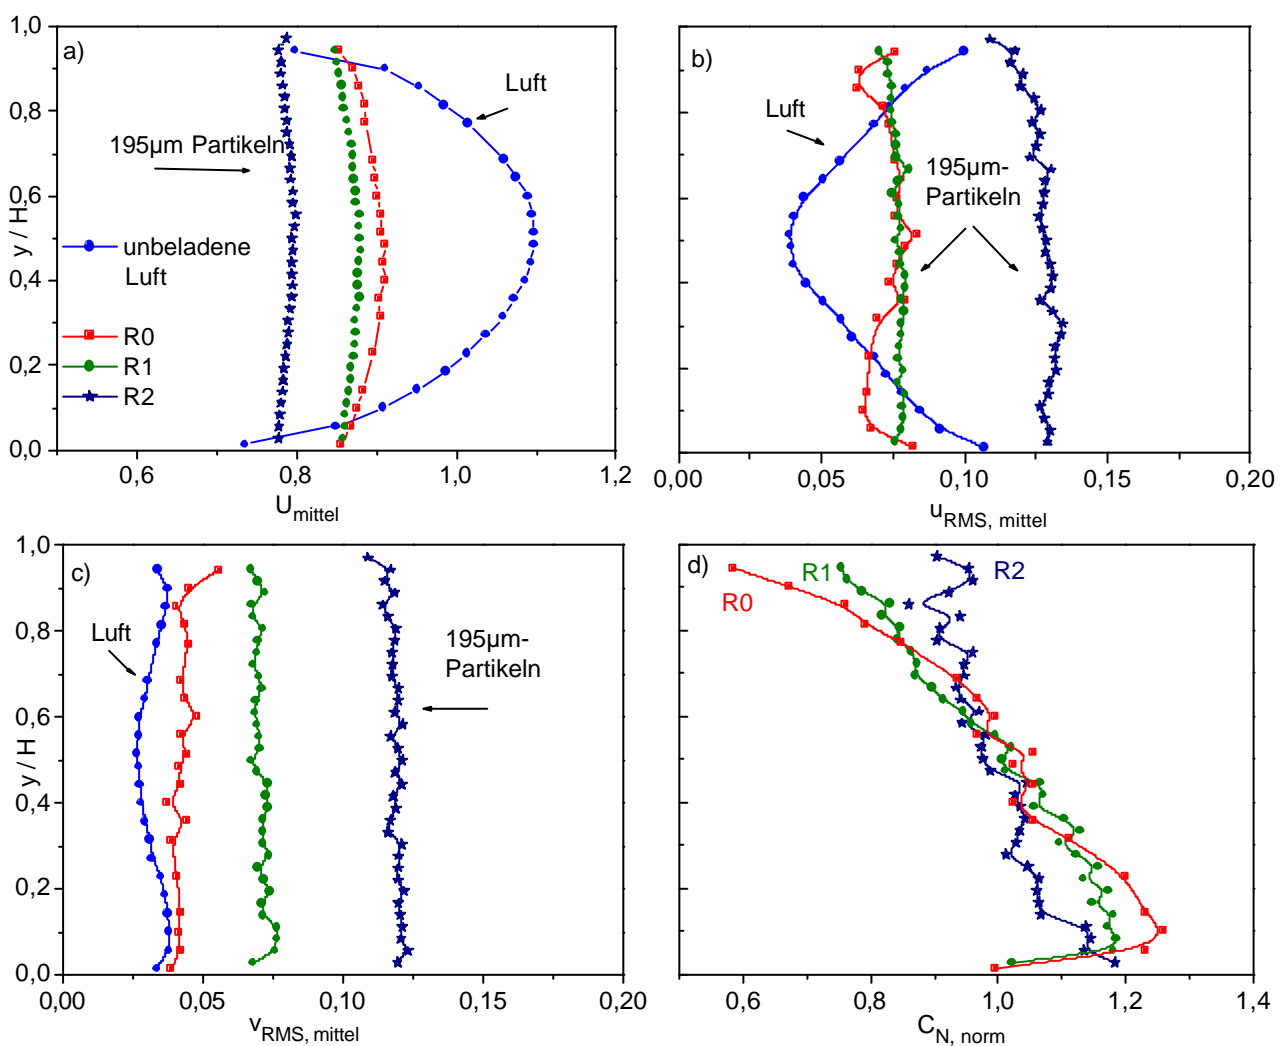 a)
Luft
195µm Partikeln
unbeladene
Luft
R0
R1
R2
y / H
1,0
0,8
0,6
0,4
0,2
0,0
0,6
0,8
1,0
1,2
U mittel
b)
Luft
195µm-
Partikeln
0,00
0,05
0,10
0,15
0,20
u RMS, mittel
c)
Luft
195µm-
Partikeln
y / H
1,0
0,8
0,6
0,4
0,2
0,0
0,00
0,05
0,10
0,15
0,20
v RMS, mittel
d)
R1
R2
R0
0,6
0,8
1,0
1,2
1,4
C N, norm